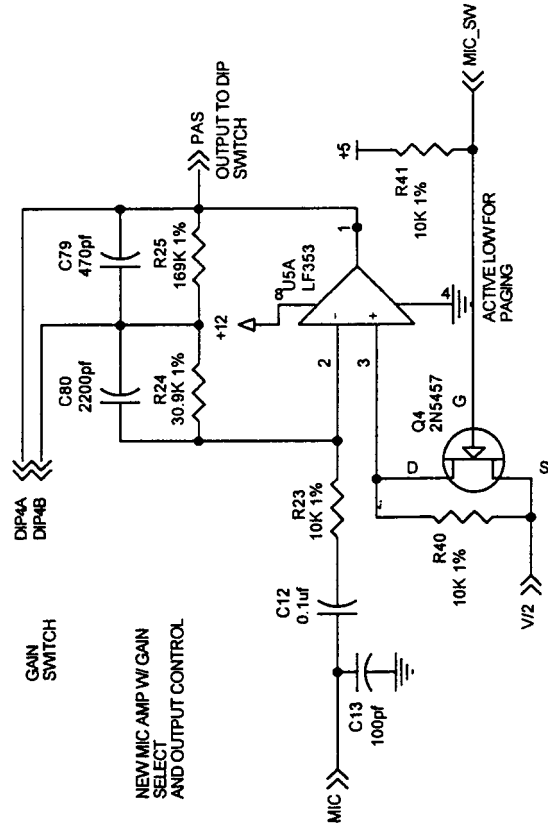 GAIN
SWITCH
DIP4A
DIP4B
NEW MIC AMP W/ GAIN
SELECT
AND OUTPUT CONTROL
C80
2200pf
C79
470pf
R24
30.9K 1%
R25
169K 1%
PAS
OUTPUT TO DIP
SWITCH
+12
8
U5A
LF353
2
-
3
+
1
4
MIC
C13
100pf
C12
0.1uf
R23
10K 1%
+5
R41
10K 1%
MIC_SW
ACTIVE LOW FOR
PAGING
Q4
2N5457
G
D
S
R40
10K 1%
V/2